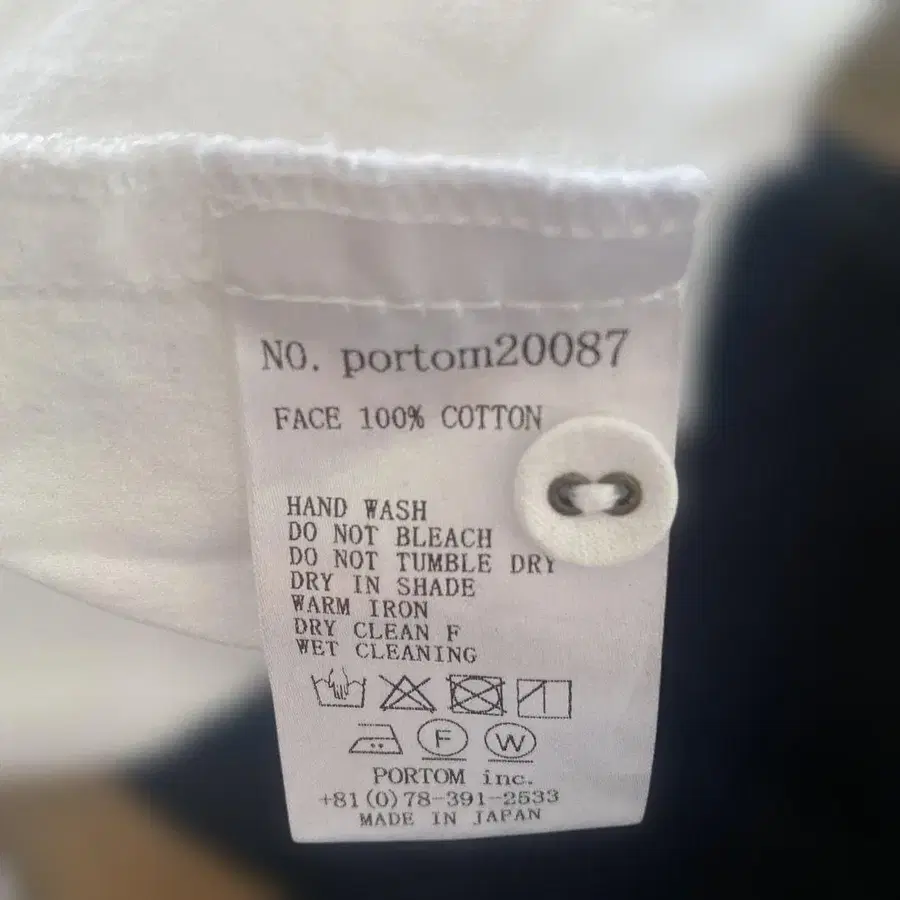 NO. portom20087
FACE 100% COTTON
HAND WASH
DO NOT BLEACH
DO NOT TUMBLE DRY
DRY IN SHADE
WARM IRON
DRY CLEAN F
WET CLEANING
F W
PORTOM inc.
+81(0)78-391-2533
MADE IN JAPAN